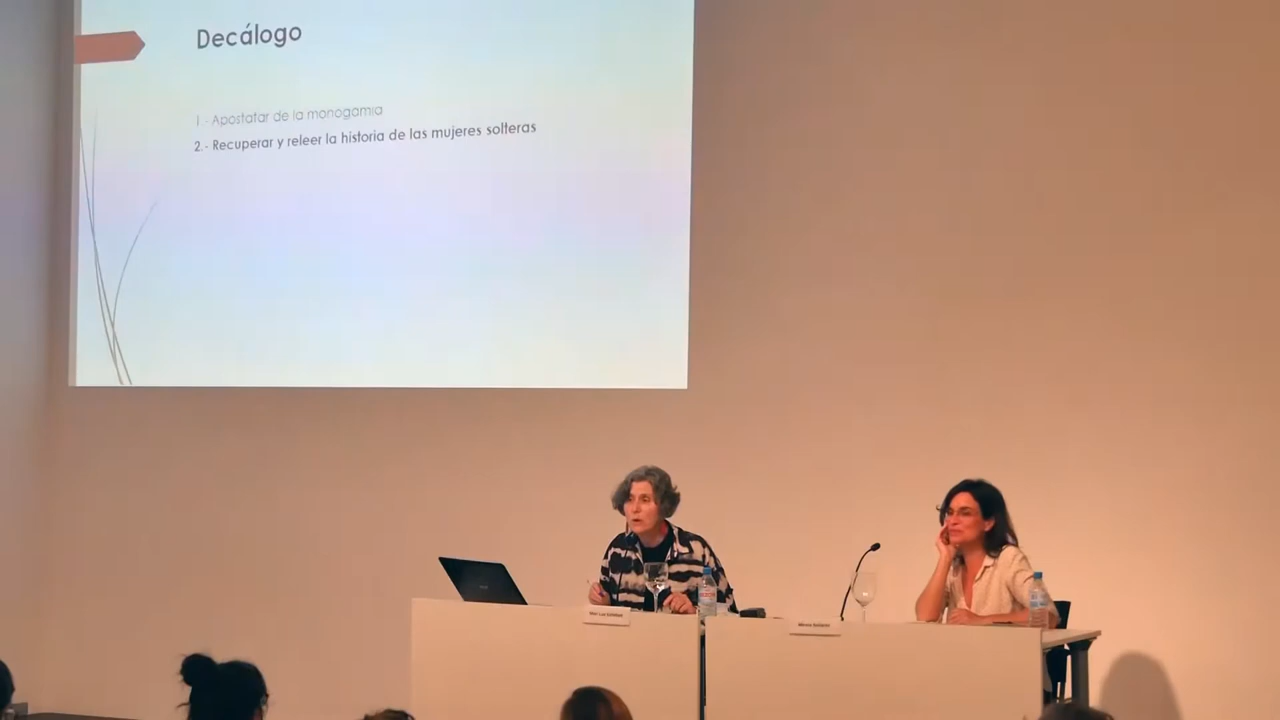 Decálogo
1.- Apostatar de la monogamia
2.- Recuperar y releer la historia de las mujeres solteras